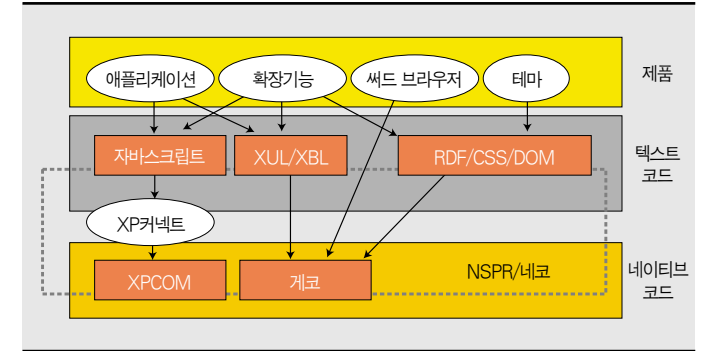 애플리케이션
확장기능
써드 브라우저
테마
제품
자바스크립트
XUL/XBL
RDF/CSS/DOM
텍스트
코드
XP커넥트
XPCOM
게코
NSPR/네코
네이티브
코드